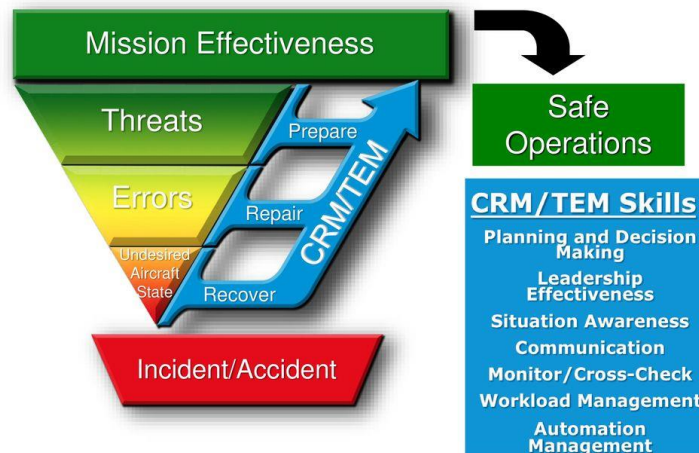 Mission Effectiveness
Threats
Prepare
Errors
Repair
CRM/TEM
Undesired
Aircraft
State
Recover
Incident/Accident
Safe
Operations
CRM/TEM Skills
Planning and Decision
Making
Leadership
Effectiveness
Situation Awareness
Communication
Monitor/Cross-Check
Workload Management
Automation
Management